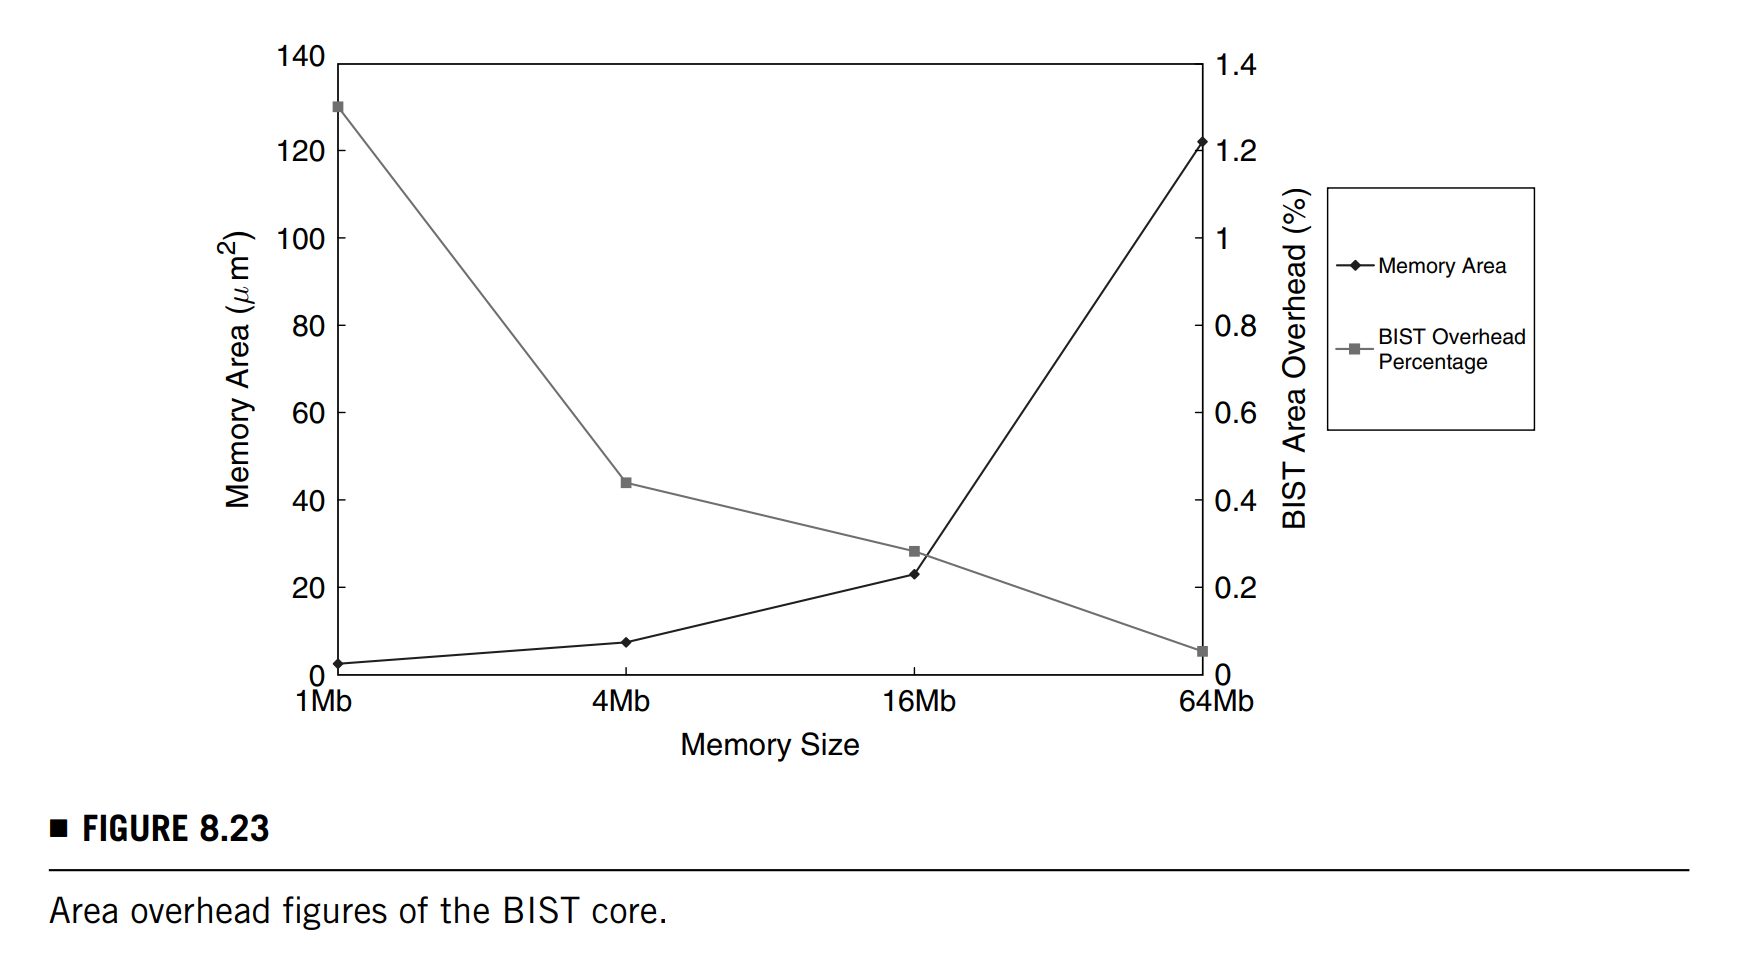 140
120
100
80
60
40
20
0
Memory Area (μ m²)
1.4
1.2
1
0.8
0.6
0.4
0.2
0
BIST Area Overhead (%)
1Mb 4Mb 16Mb 64Mb
Memory Size
Memory Area
BIST Overhead
Percentage
■ FIGURE 8.23
Area overhead figures of the BIST core.